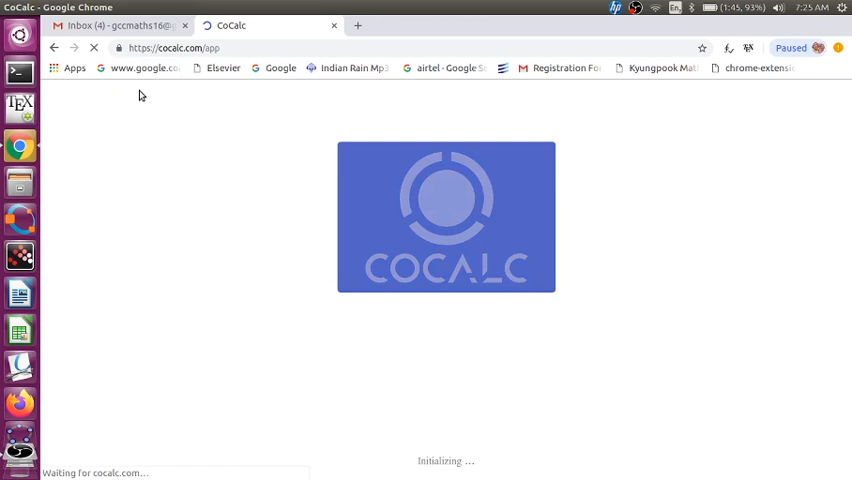 CoCalc - Google Chrome
En
(1:45, 93%)
7:25 AM
Inbox (4) - gccmaths16@g
CoCalc
https://cocalc.com/app
Paused
Apps
www.google.co
Elsevier
Google
Indian Rain Mp3
airtel - Google Se
Registration For
Kyungpook Mat
chrome-extensi
COCALC
Initializing ...
Waiting for cocalc.com...